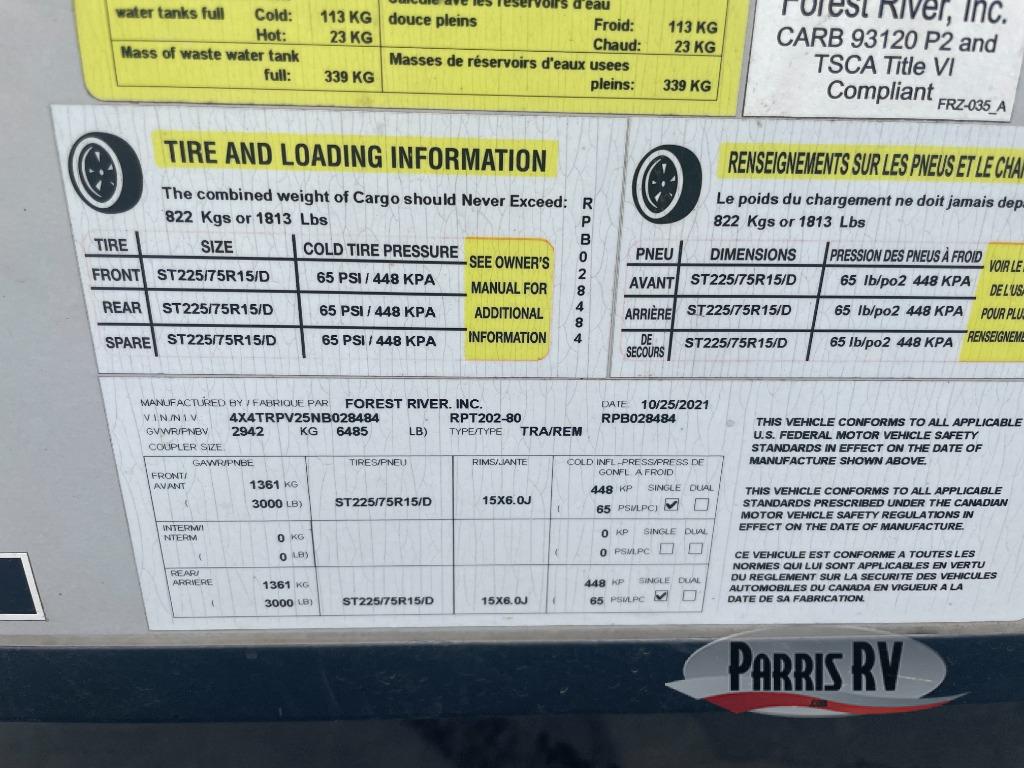 water tanks full Cold: 113 KG
Hot: 23 KG
Mass of waste water tank
full: 339 KG
les réservoirs d'eau
douce pleins Froid: 113 KG
Chaud: 23 KG
Masses de réservoirs d'eaux usees
pleins: 339 KG
Forest River, Inc.
CARB 93120 P2 and
TSCA Title VI
Compliant
FRZ-035_A
TIRE AND LOADING INFORMATION
The combined weight of Cargo should Never Exceed:
822 Kgs or 1813 Lbs
TIRE SIZE COLD TIRE PRESSURE
FRONT ST225/75R15/D 65 PSI / 448 KPA
REAR ST225/75R15/D 65 PSI / 448 KPA
SPARE ST225/75R15/D 65 PSI / 448 KPA
SEE OWNER'S
MANUAL FOR
ADDITIONAL
INFORMATION
RPB028484
RENSEIGNEMENTS SUR LES PNEUS ET LE CHA
Le poids du chargement ne doit jamais dep
822 Kgs or 1813 Lbs
PNEU DIMENSIONS PRESSION DES PNEUS À FROID
AVANT ST225/75R15/D 65 lb/po2 448 KPA
ARRIÈRE ST225/75R15/D 65 lb/po2 448 KPA
DE
SECOURS ST225/75R15/D 65 lb/po2 448 KPA
VOIR LE
DE L'US
POUR PLU
RENSEIGNEME
MANUFACTURED BY / FABRIQUE PAR: FOREST RIVER, INC. DATE: 10/25/2021
V.I.N./N.I.V. 4X4TRPV25NB028484 RPT202-80 RPB028484
GVWR/PNBV 2942 KG 6485 LB) TYPE/TYPE TRA/REM
COUPLER SIZE:
GAWR/PNBE TIRES/PNEU RIMS/JANTE COLD INFL-PRESS/PRESS DE
GONFL A FROID
FRONT/
AVANT 1361 KG 448 KP SINGLE DUAL
( 3000 LB) ST225/75R15/D 15X6.0J ( 65 PSI/LPC)
INTERM/I
NTERM 0 KG 0 KP SINGLE DUAL
( 0 LB) ( 0 PSI/LPC
REAR/
ARRIERE 1361 KG 448 KP SINGLE DUAL
( 3000 LB) ST225/75R15/D 15X6.0J ( 65 PSI/LPC
THIS VEHICLE CONFORMS TO ALL APPLICABLE
U.S. FEDERAL MOTOR VEHICLE SAFETY
STANDARDS IN EFFECT ON THE DATE OF
MANUFACTURE SHOWN ABOVE.
THIS VEHICLE CONFORMS TO ALL APPLICABLE
STANDARDS PRESCRIBED UNDER THE CANADIAN
MOTOR VEHICLE SAFETY REGULATIONS IN
EFFECT ON THE DATE OF MANUFACTURE.
CE VEHICULE EST CONFORME A TOUTES LES
NORMES QUI LUI SONT APPLICABLES EN VERTU
DU REGLEMENT SUR LA SECURITE DES VEHICULES
AUTOMOBILES DU CANADA EN VIGUEUR A LA
DATE DE SA FABRICATION.
PARRIS RV
.com